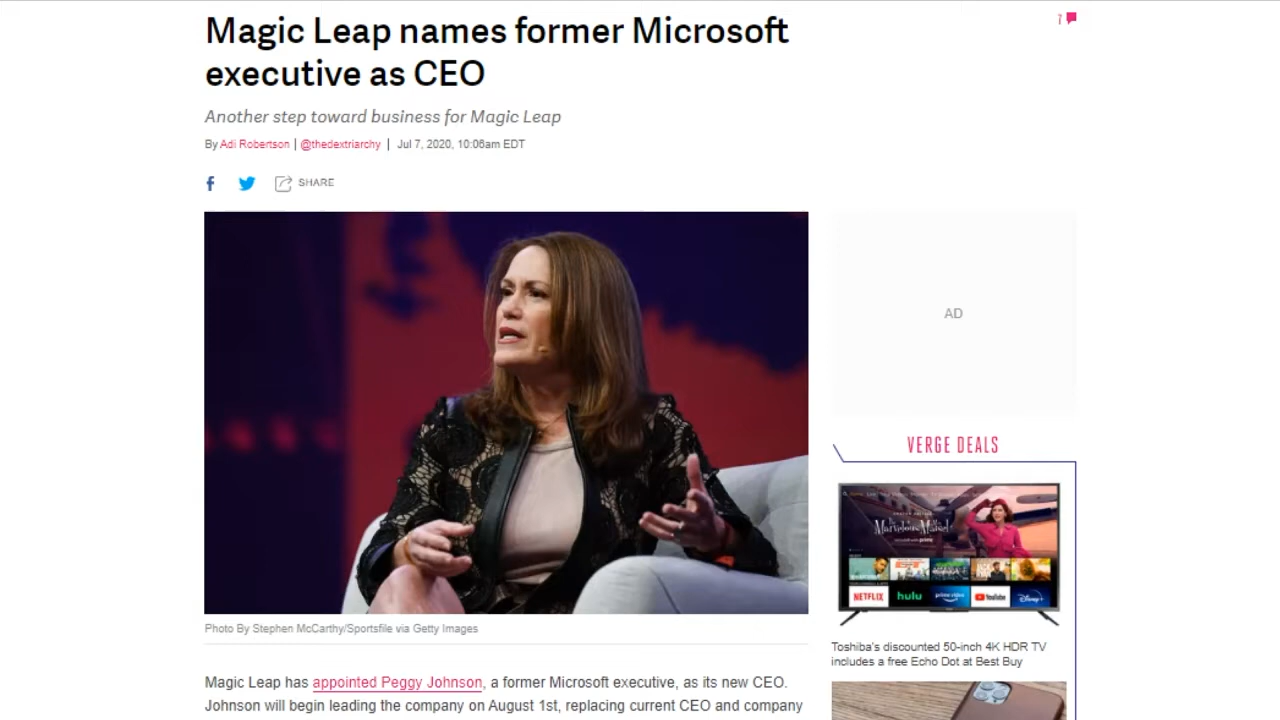 Magic Leap names former Microsoft
executive as CEO
Another step toward business for Magic Leap
By Adi Robertson | @thedextriarchy | Jul 7, 2020, 10:06am EDT
SHARE
AD
VERGE DEALS
NETFLIX hulu prime video YouTube Disney+
Toshiba's discounted 50-inch 4K HDR TV
includes a free Echo Dot at Best Buy
Photo By Stephen McCarthy/Sportsfile via Getty Images
Magic Leap has appointed Peggy Johnson, a former Microsoft executive, as its new CEO.
Johnson will begin leading the company on August 1st, replacing current CEO and company